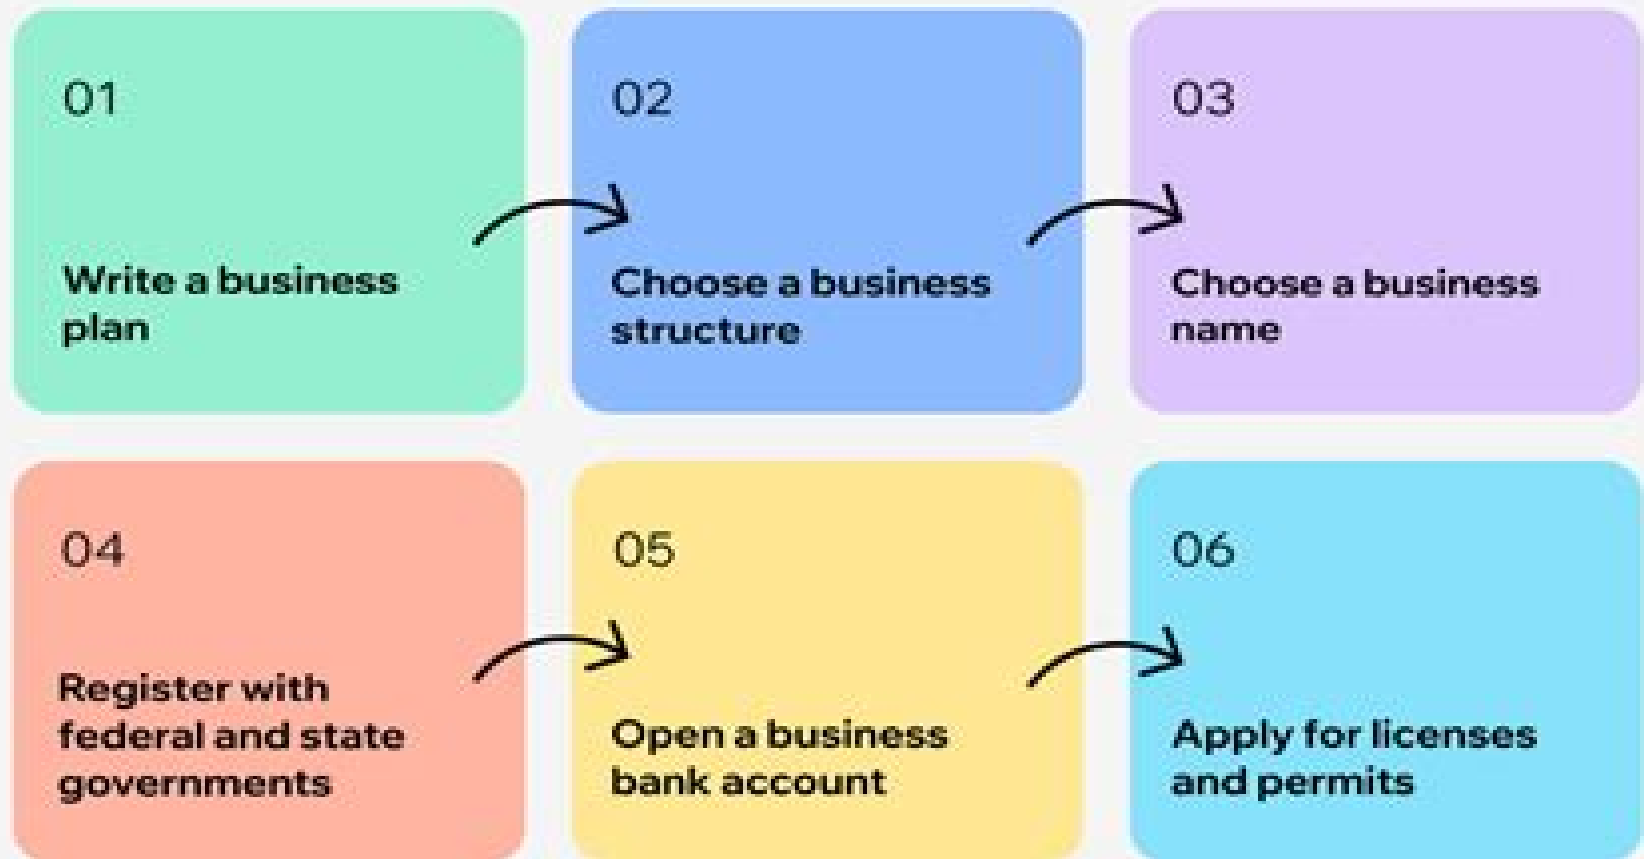 01
Write a business
plan
02
Choose a business
structure
03
Choose a business
name
04
Register with
federal and state
governments
05
Open a business
bank account
06
Apply for licenses
and permits